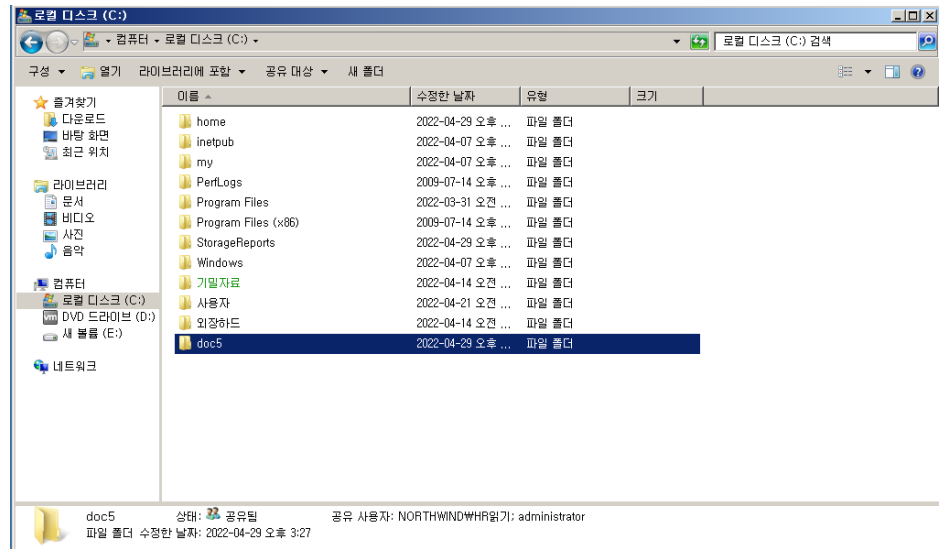 로컬 디스크 (C:)
컴퓨터 로컬 디스크 (C:) 로컬 디스크 (C:) 검색
구성 열기 라이브러리에 포함 공유 대상 새 폴더
즐겨찾기
다운로드
바탕 화면
최근 위치
라이브러리
문서
비디오
사진
음악
컴퓨터
로컬 디스크 (C:)
DVD 드라이브 (D:)
새 볼륨 (E:)
네트워크
이름 수정한 날짜 유형 크기
home 2022-04-29 오후 ... 파일 폴더
inetpub 2022-04-07 오후 ... 파일 폴더
my 2022-04-07 오후 ... 파일 폴더
PerfLogs 2009-07-14 오후 ... 파일 폴더
Program Files 2022-03-31 오전 ... 파일 폴더
Program Files (x86) 2009-07-14 오후 ... 파일 폴더
StorageReports 2022-04-29 오후 ... 파일 폴더
Windows 2022-04-07 오후 ... 파일 폴더
기밀자료 2022-04-14 오전 ... 파일 폴더
사용자 2022-04-21 오전 ... 파일 폴더
외장하드 2022-04-14 오전 ... 파일 폴더
doc5 2022-04-29 오후 ... 파일 폴더
doc5 상태: 공유됨 공유 사용자: NORTHWIND₩HR읽기; administrator
파일 폴더 수정한 날짜: 2022-04-29 오후 3:27